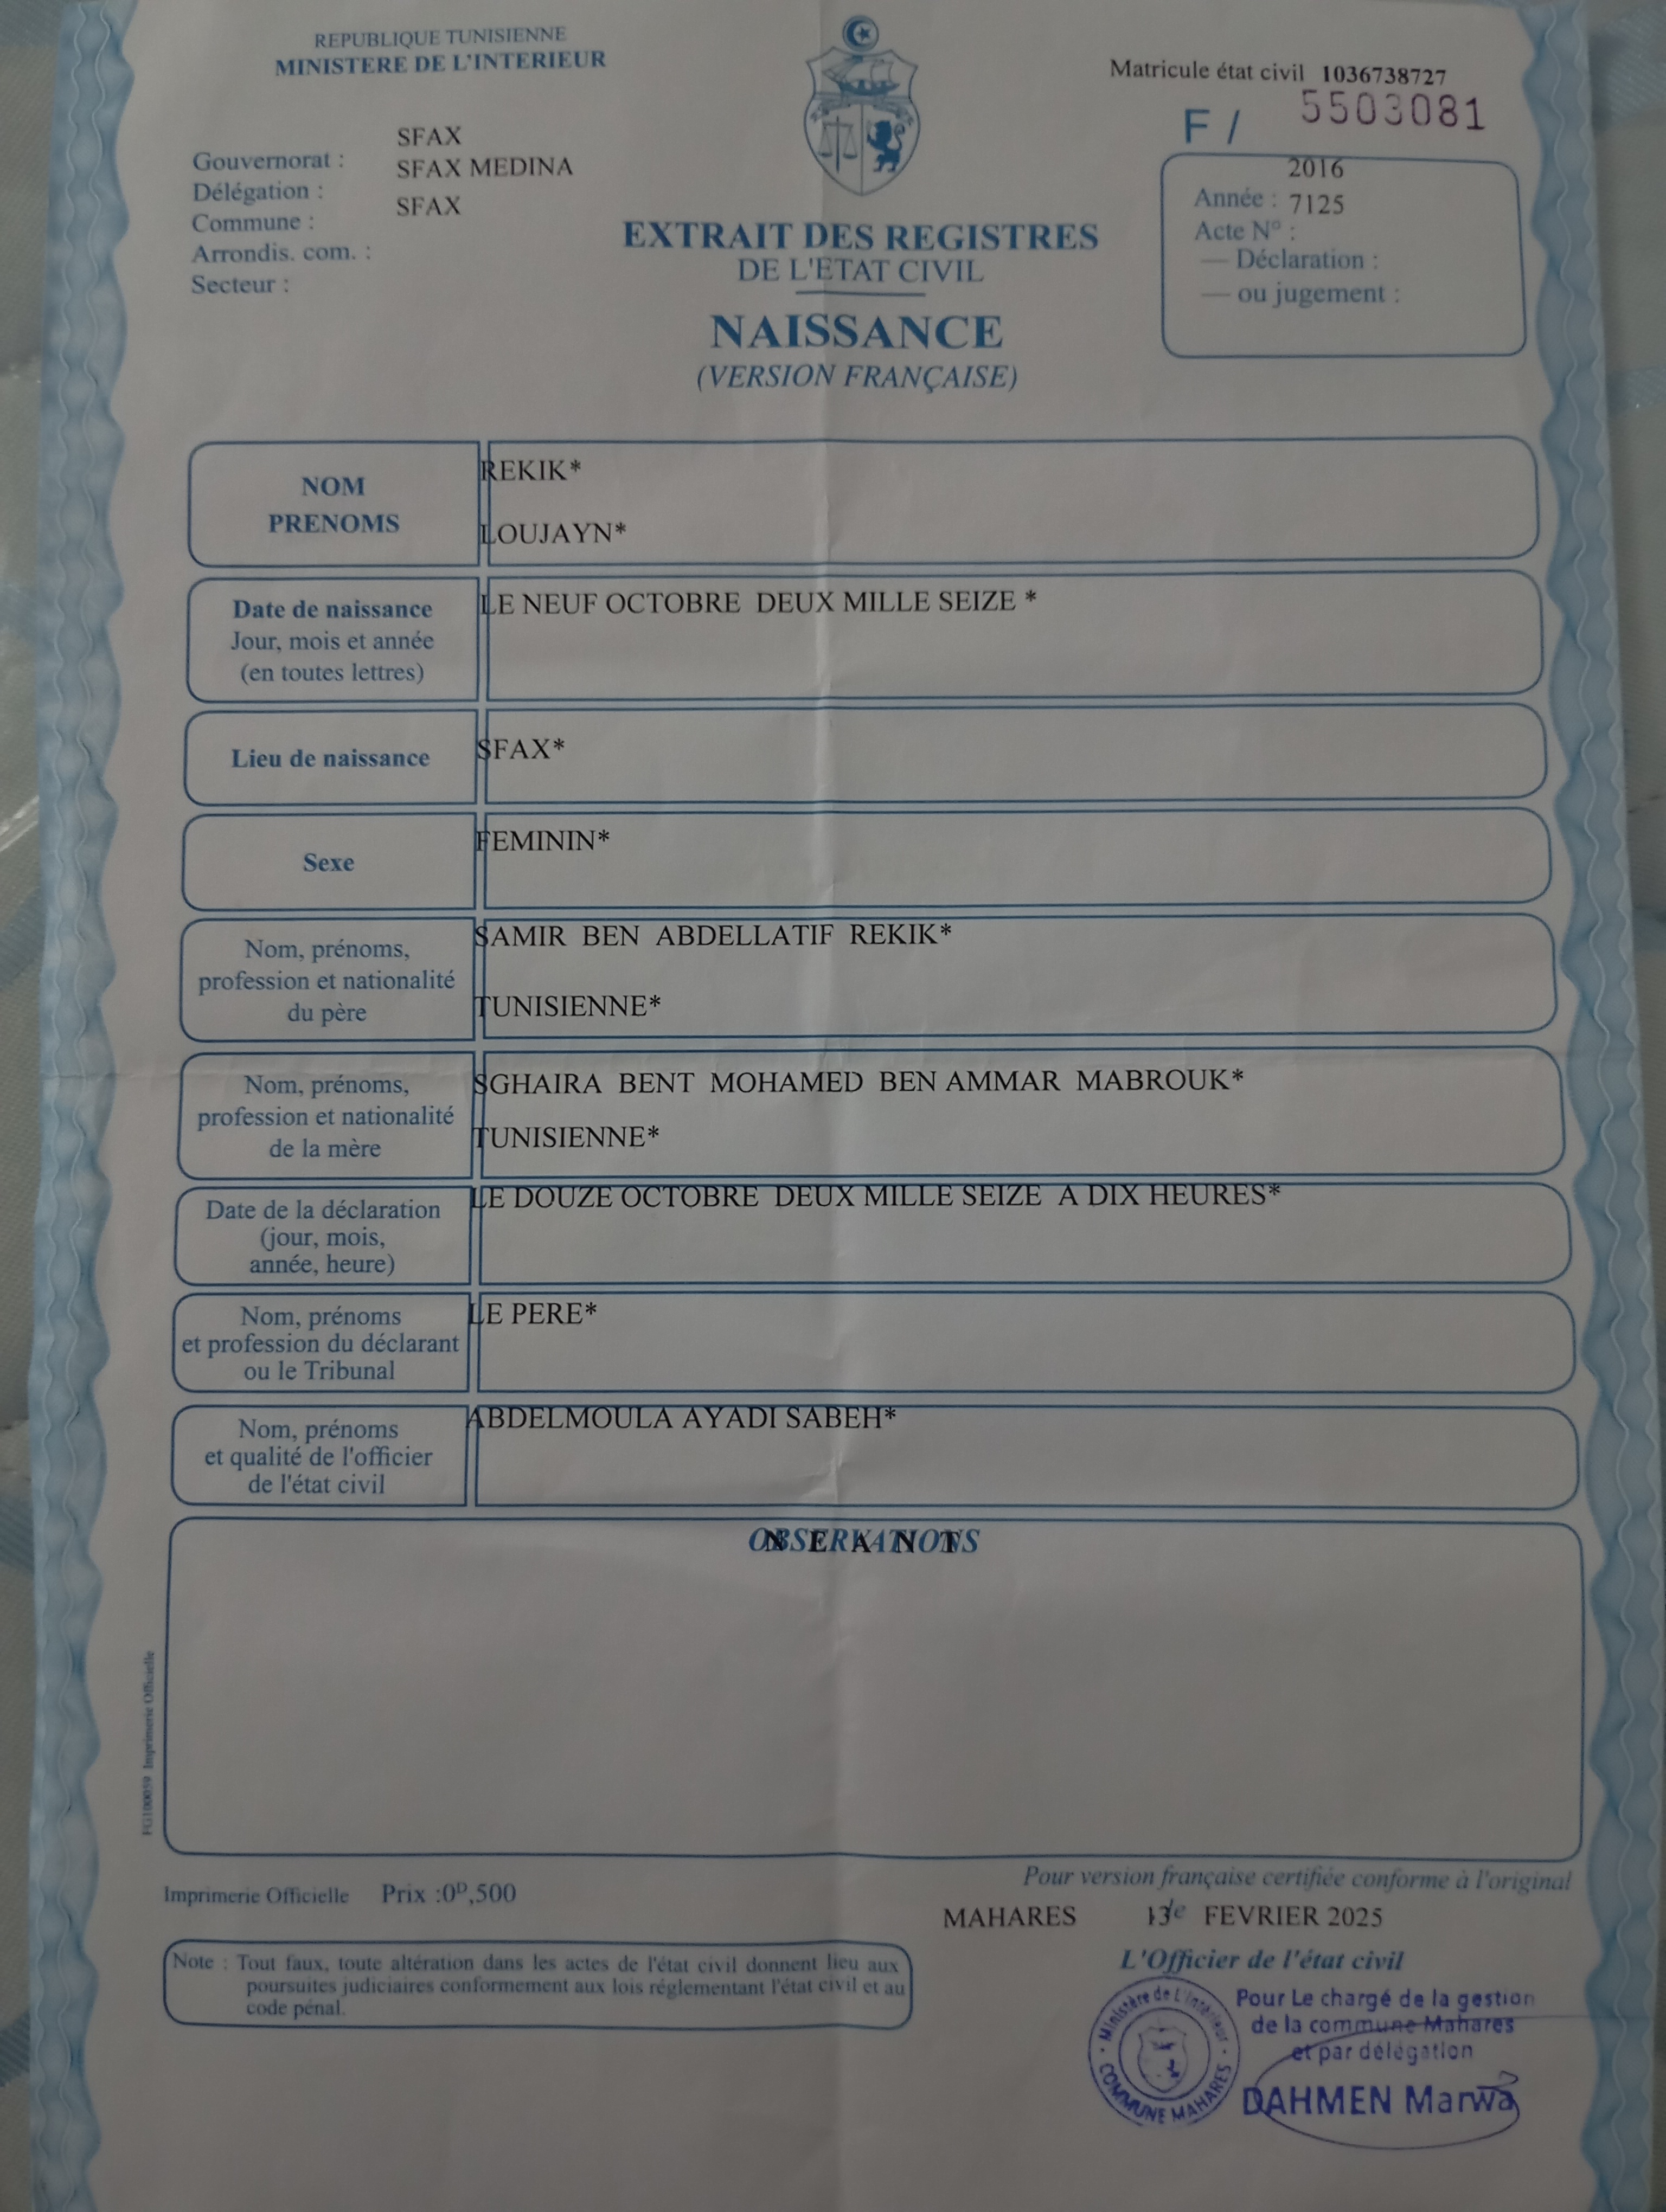 REPUBLIQUE TUNISIENNE
MINISTERE DE L'INTERIEUR
Matricule état civil 1036738727
F / 5503081
SFAX
Gouvernorat :
SFAX MEDINA
Délégation :
SFAX
Commune :
Arrondis. com. :
Secteur :
2016
Année :
7125
Acte N° :
— Déclaration :
— ou jugement :
EXTRAIT DES REGISTRES
DE L'ETAT CIVIL
NAISSANCE
(VERSION FRANÇAISE)
NOM
PRENOMS
REKIK*
LOUJAYN*
Date de naissance
Jour, mois et année
(en toutes lettres)
LE NEUF OCTOBRE DEUX MILLE SEIZE *
Lieu de naissance
SFAX*
Sexe
FEMININ*
Nom, prénoms,
profession et nationalité
du père
SAMIR BEN ABDELLATIF REKIK*
TUNISIENNE*
Nom, prénoms,
profession et nationalité
de la mère
SGHAIRA BENT MOHAMED BEN AMMAR MABROUK*
TUNISIENNE*
Date de la déclaration
(jour, mois,
année, heure)
LE DOUZE OCTOBRE DEUX MILLE SEIZE A DIX HEURES*
Nom, prénoms
et profession du déclarant
ou le Tribunal
LE PERE*
Nom, prénoms
et qualité de l'officier
de l'état civil
ABDELMOULA AYADI SABEH*
OBSERVATIONS
N E A N T
FG100059 Imprimerie Officielle
Imprimerie Officielle Prix :0ᴰ,500
Pour version française certifiée conforme à l'original
MAHARES 13 le FEVRIER 2025
L'Officier de l'état civil
Note : Tout faux, toute altération dans les actes de l'état civil donnent lieu aux
poursuites judiciaires conformement aux lois réglementant l'état civil et au
code pénal.
Pour Le chargé de la gestion
de la commune Mahares
et par délégation
DAHMEN Marwa
Ministère de L'Intérieur
COMMUNE MAHARES